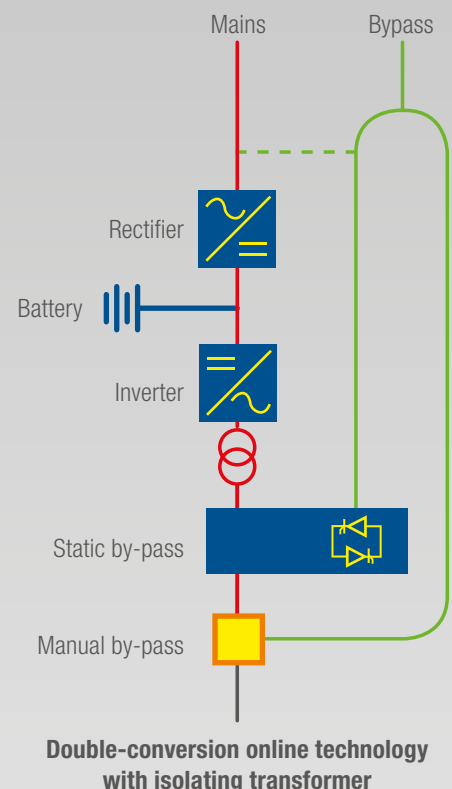 Mains
Bypass
Rectifier
Battery
Inverter
Static by-pass
Manual by-pass
Double-conversion online technology
with isolating transformer